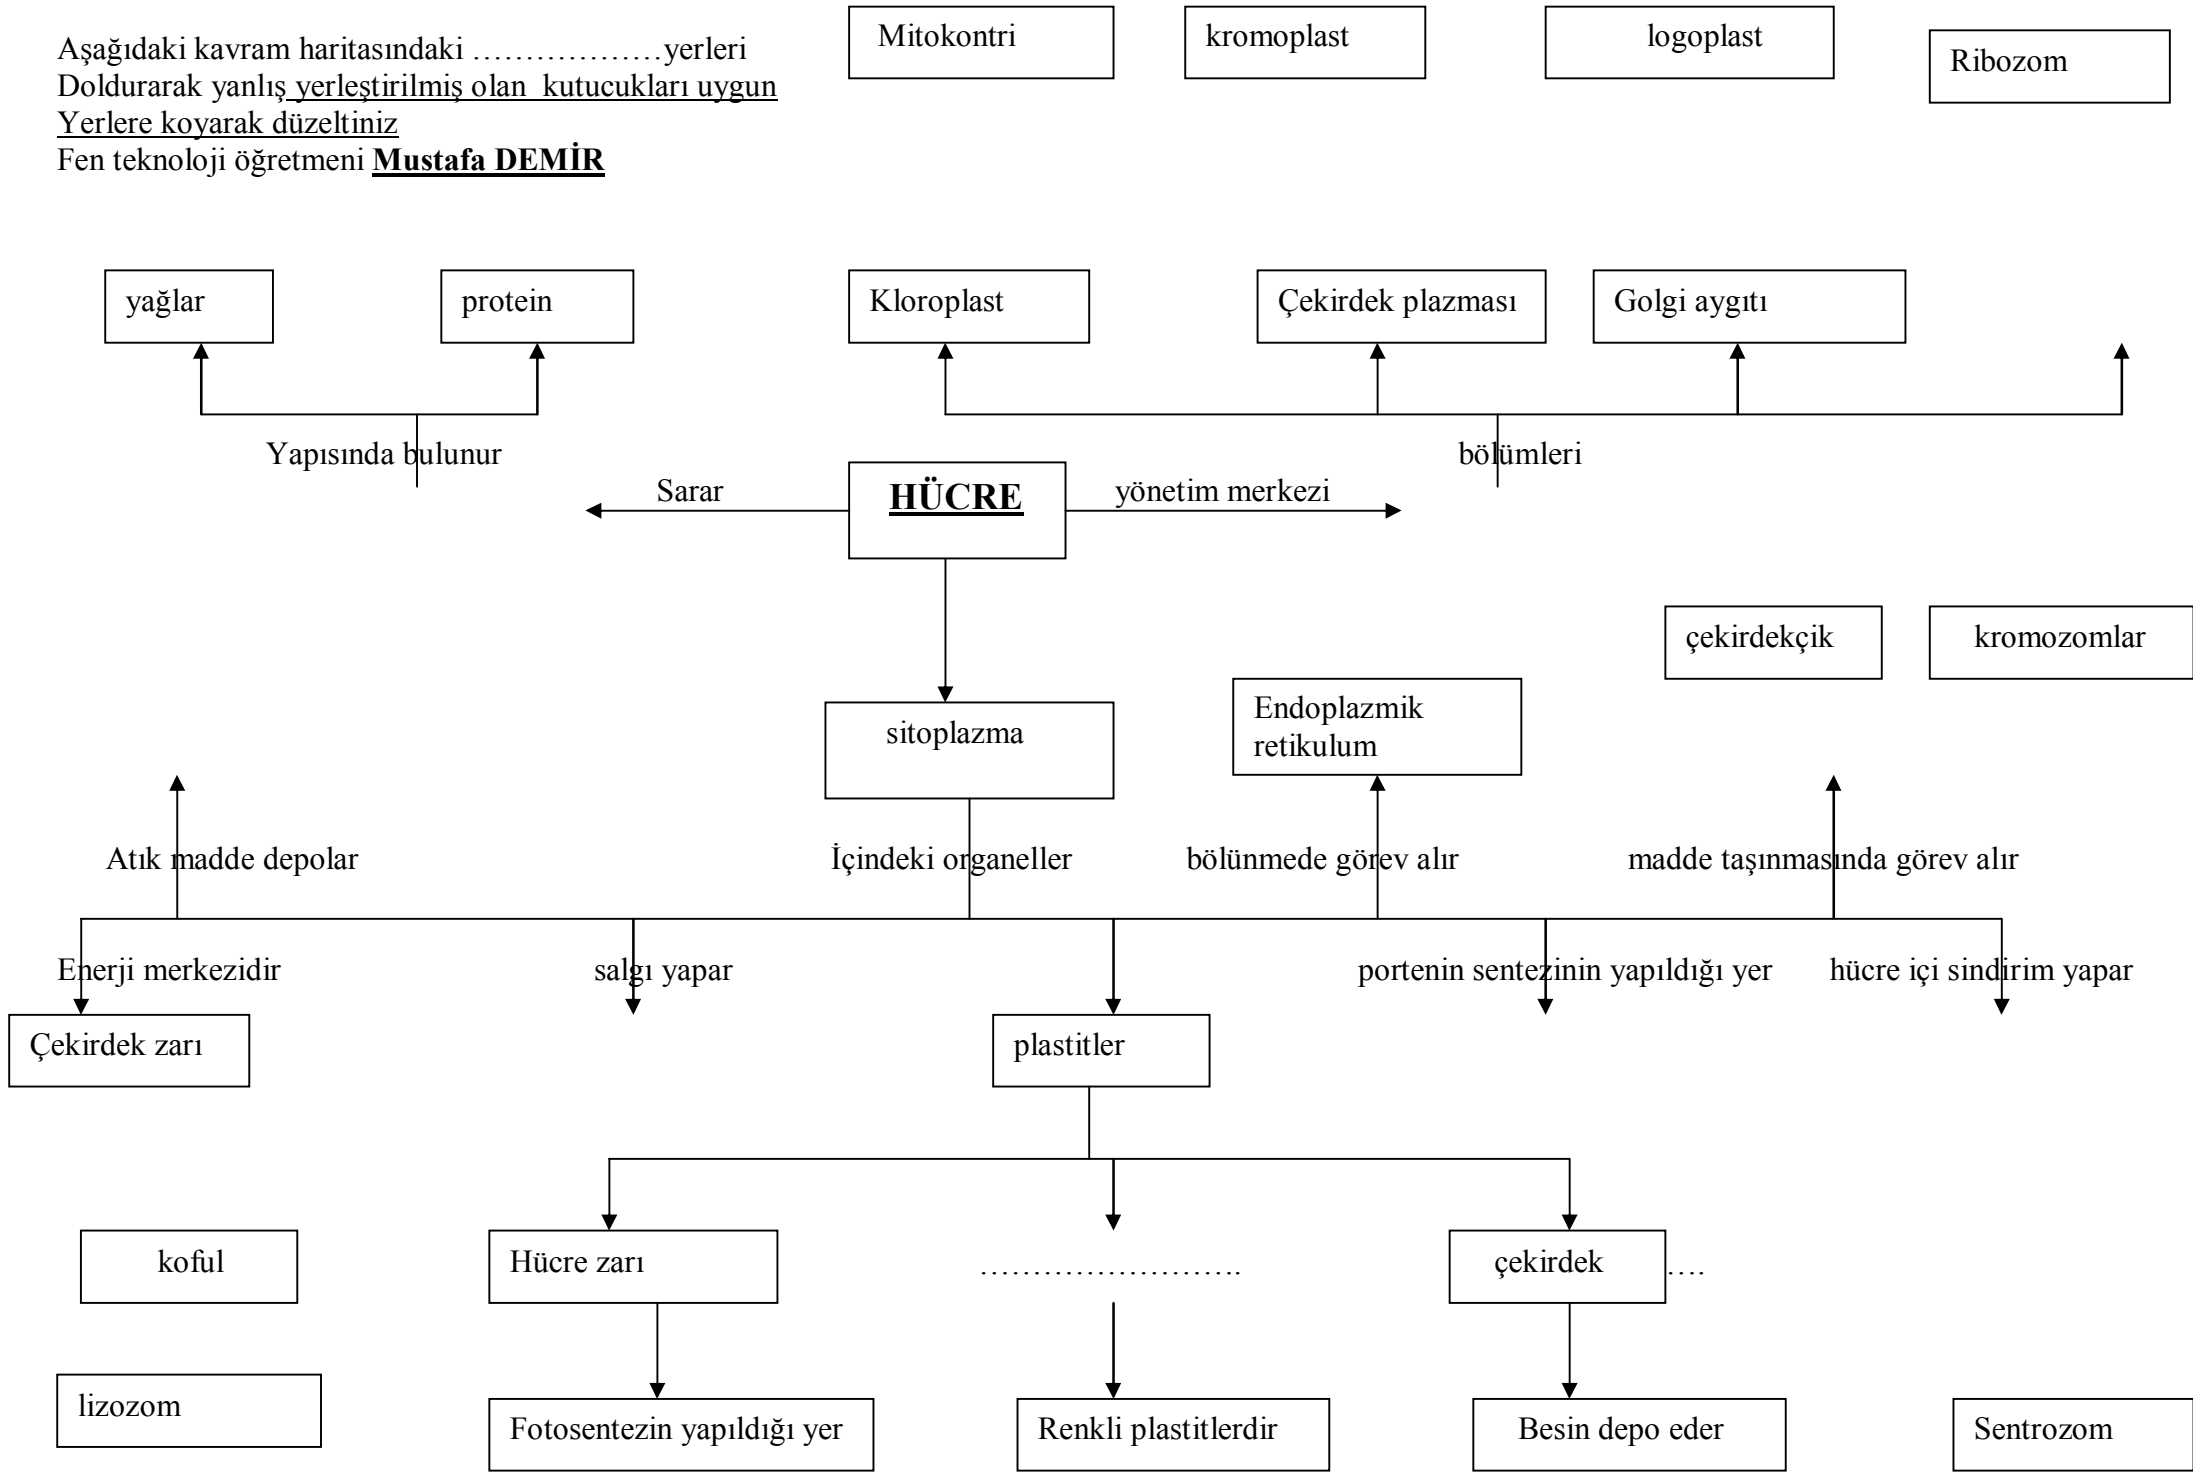 Aşağıdaki kavram haritasındaki ………………yerleri
Doldurarak yanlış yerleştirilmiş olan kutucukları uygun
Yerlere koyarak düzeltiniz
Fen teknoloji öğretmeni Mustafa DEMİR
Mitokontri
kromoplast
logoplast
Ribozom
yağlar
protein
Kloroplast
Çekirdek plazması
Golgi aygıtı
Yapısında bulunur
bölümleri
Sarar
HÜCRE
yönetim merkezi
çekirdekçik
kromozomlar
sitoplazma
Endoplazmik
retikulum
Atık madde depolar
İçindeki organeller
bölünmede görev alır
madde taşınmasında görev alır
Enerji merkezidir
salgı yapar
portenin sentezinin yapıldığı yer
hücre içi sindirim yapar
Çekirdek zarı
plastitler
koful
Hücre zarı
…………………….
çekirdek
….
lizozom
Fotosentezin yapıldığı yer
Renkli plastitlerdir
Besin depo eder
Sentrozom